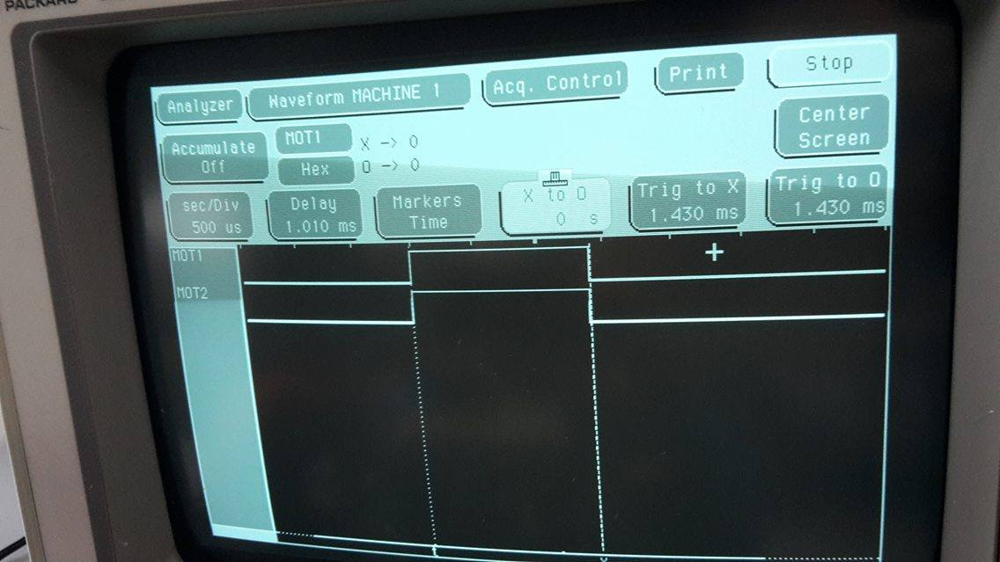 PACKARD
Analyzer
Waveform MACHINE 1
Acq. Control
Print
Stop
Accumulate
Off
MOT1
X -> 0
Hex
O -> 0
Center
Screen
sec/Div
500 us
Delay
1.010 ms
Markers
Time
X to O
0 s
Trig to X
1.430 ms
Trig to O
1.430 ms
MOT1
MOT2